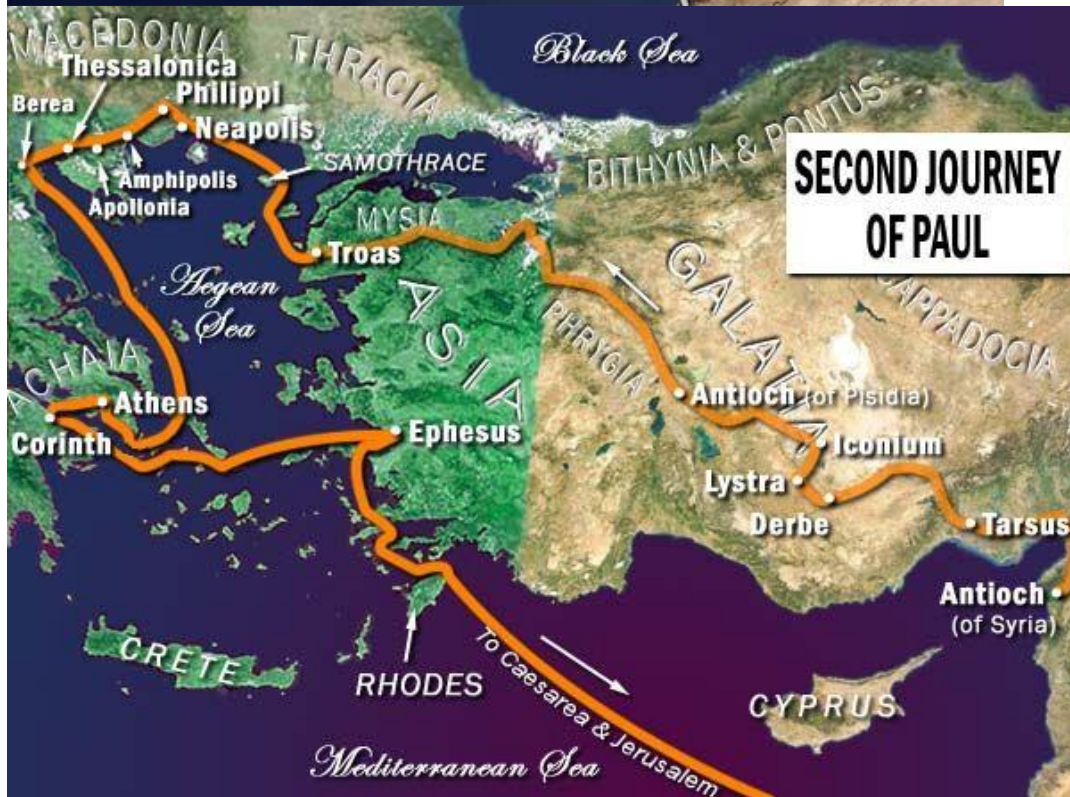 Black Sea
MACEDONIA
THRACIA
Thessalonica
Philippi
Berea
Neapolis
SAMOTHRACE
Amphipolis
Apollonia
BITHYNIA & PONTUS
SECOND JOURNEY
OF PAUL
MYSIA
Troas
Aegean
Sea
ASIA
GALATIA
CAPPADOCIA
PHRYGIA
ACHAIA
Athens
Corinth
Ephesus
Antioch (of Pisidia)
Iconium
Lystra
Derbe
Tarsus
Antioch
(of Syria)
CRETE
RHODES
To Caesarea & Jerusalem
CYPRUS
Mediterranean Sea